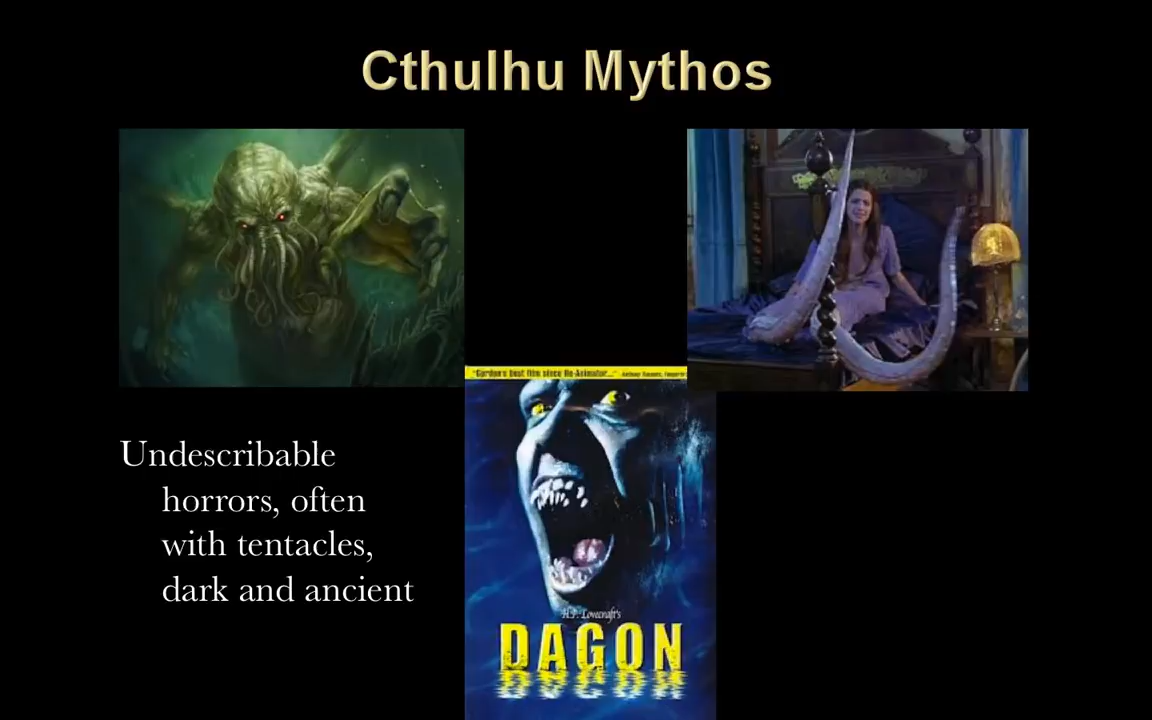 Cthulhu Mythos
"Gordon's best film since Re-Animator..."
Undescribable
horrors, often
with tentacles,
dark and ancient
H.P. Lovecraft's
DAGON